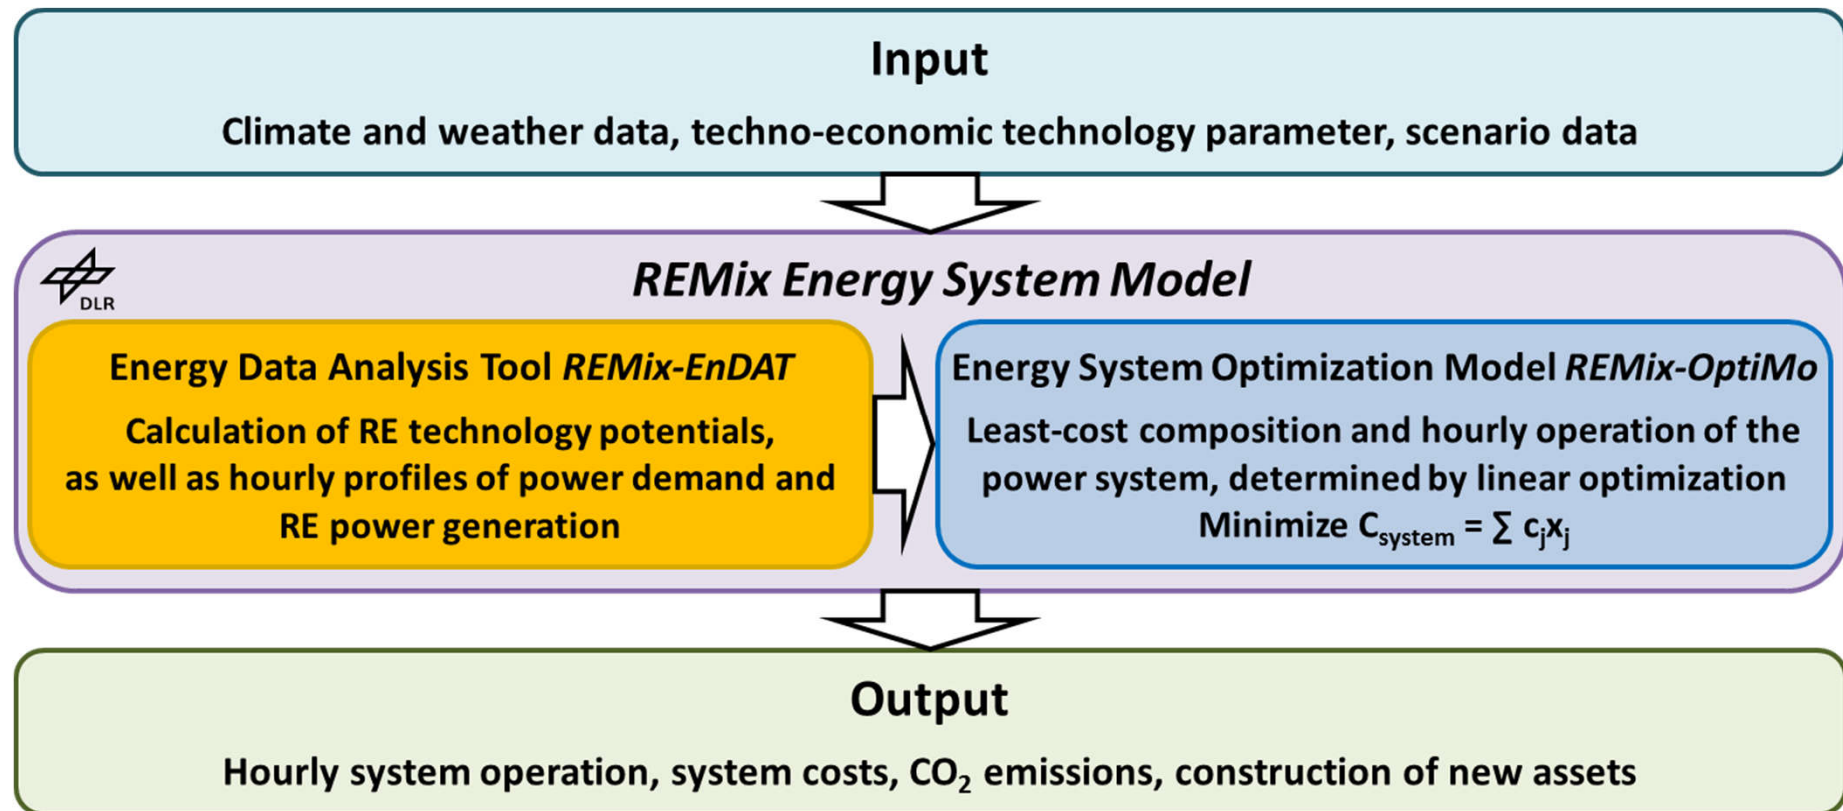 Input
Climate and weather data, techno-economic technology parameter, scenario data
DLR
REMix Energy System Model
Energy Data Analysis Tool REMix-EnDAT
Calculation of RE technology potentials,
as well as hourly profiles of power demand and
RE power generation
Energy System Optimization Model REMix-OptiMo
Least-cost composition and hourly operation of the
power system, determined by linear optimization
Minimize C_system = ∑ c_jx_j
Output
Hourly system operation, system costs, CO₂ emissions, construction of new assets